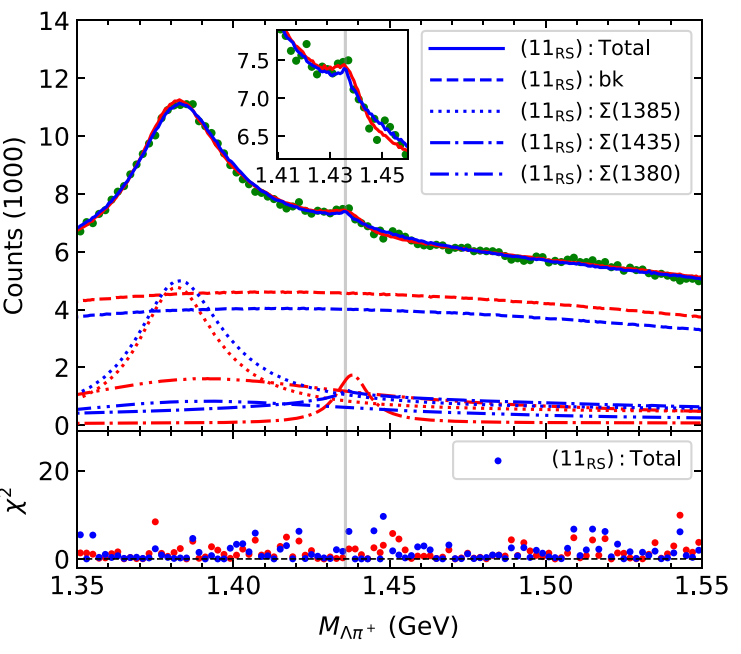 14
12
10
8
6
4
2
0
Counts (1000)
7.5
7.0
6.5
1.41 1.43 1.45
(11RS) : Total
(11RS) : bk
(11RS) : Σ(1385)
(11RS) : Σ(1435)
(11RS) : Σ(1380)
20
0
χ²
(11RS) : Total
1.35 1.40 1.45 1.50 1.55
MΛπ⁺ (GeV)